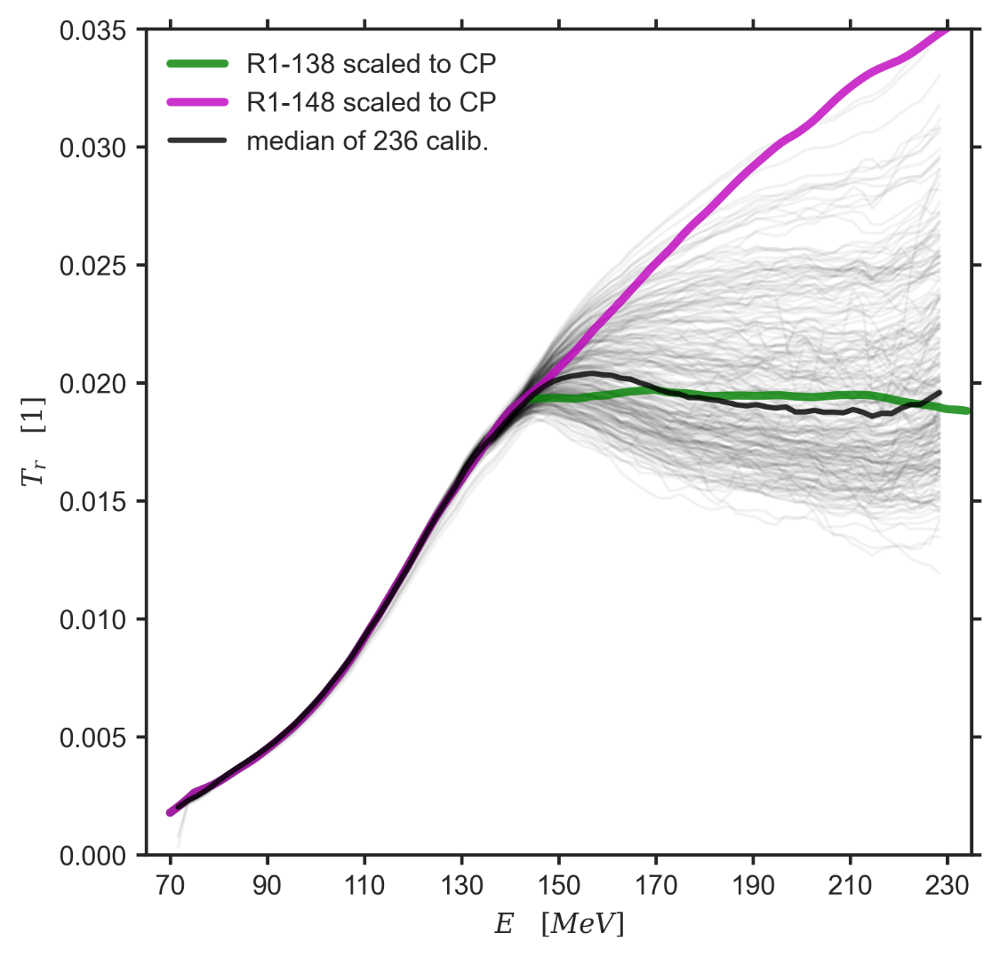 0.035
0.030
0.025
0.020
0.015
0.010
0.005
0.000
R1-138 scaled to CP
R1-148 scaled to CP
median of 236 calib.
T_r [1]
70 90 110 130 150 170 190 210 230
E [MeV]